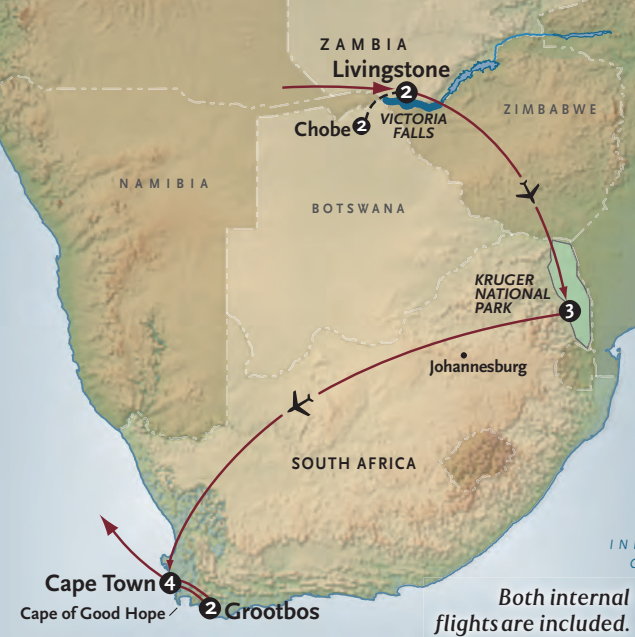 ZAMBIA
Livingstone
2
ZIMBABWE
VICTORIA
FALLS
Chobe 2
NAMIBIA
BOTSWANA
KRUGER
NATIONAL
PARK
3
Johannesburg
SOUTH AFRICA
IN
Cape Town 4
Cape of Good Hope
2 Grootbos
Both internal
flights are included.